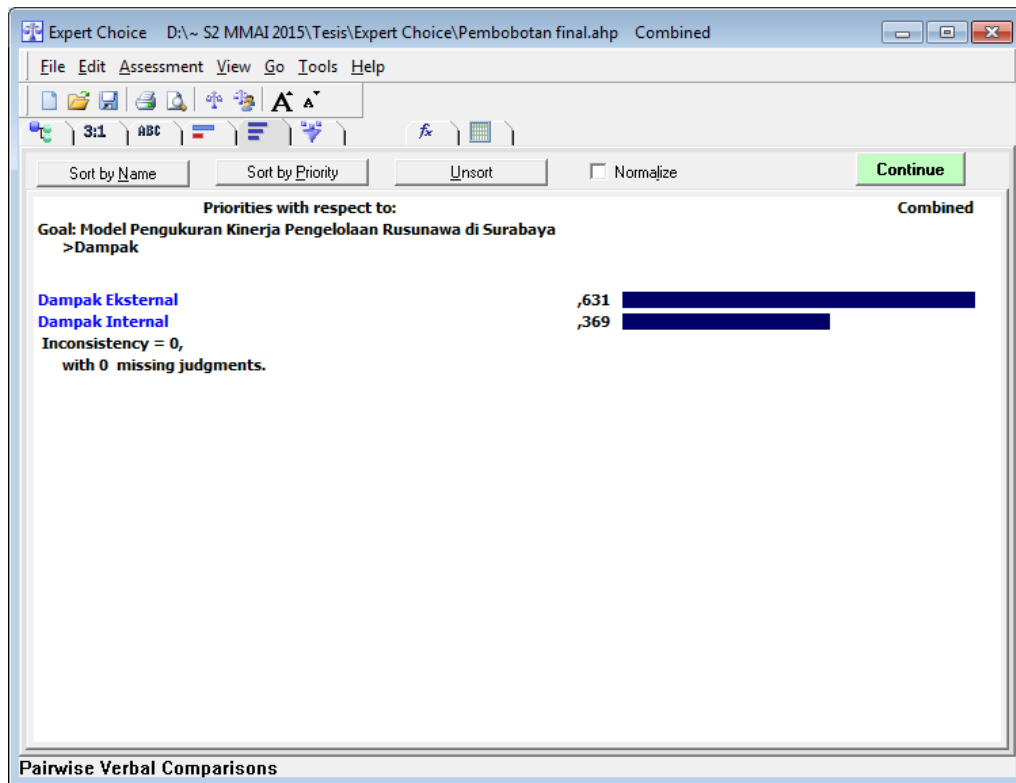 Expert Choice D:\~ S2 MMAI 2015\Tesis\Expert Choice\Pembobotan final.ahp Combined
File Edit Assessment View Go Tools Help
A A
3:1 ABC fx
Sort by Name Sort by Priority Unsort Normalize Continue
Priorities with respect to: Combined
Goal: Model Pengukuran Kinerja Pengelolaan Rusunawa di Surabaya
>Dampak
Dampak Eksternal ,631
Dampak Internal ,369
Inconsistency = 0,
with 0 missing judgments.
Pairwise Verbal Comparisons